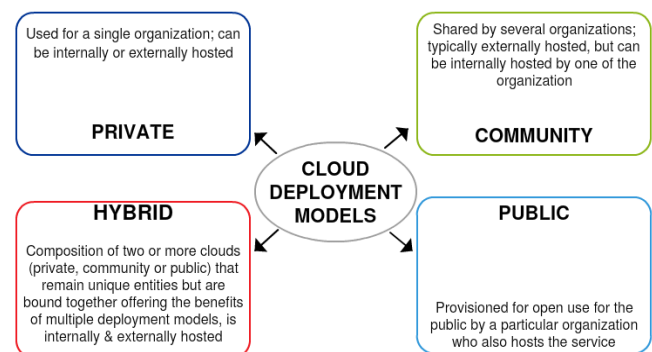 Used for a single organization; can
be internally or externally hosted
PRIVATE
Shared by several organizations;
typically externally hosted, but can
be internally hosted by one of the
organization
COMMUNITY
CLOUD
DEPLOYMENT
MODELS
HYBRID
Composition of two or more clouds
(private, community or public) that
remain unique entities but are
bound together offering the benefits
of multiple deployment models, is
internally & externally hosted
PUBLIC
Provisioned for open use for the
public by a particular organization
who also hosts the service